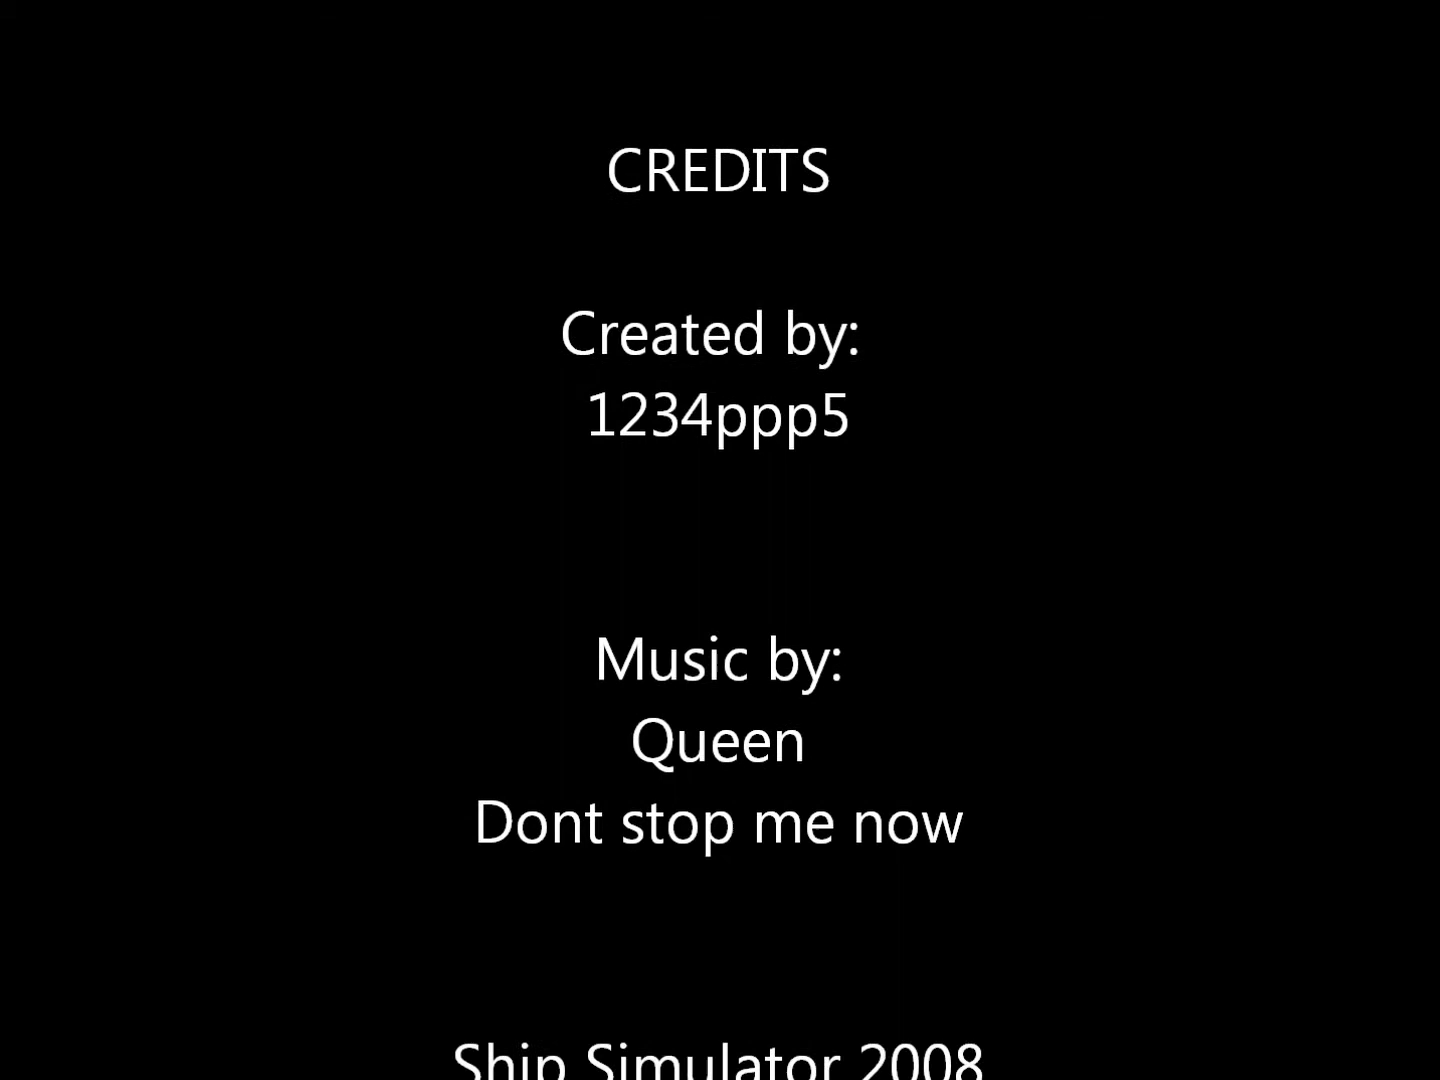 CREDITS
Created by:
1234ppp5
Music by:
Queen
Dont stop me now
Ship Simulator 2008